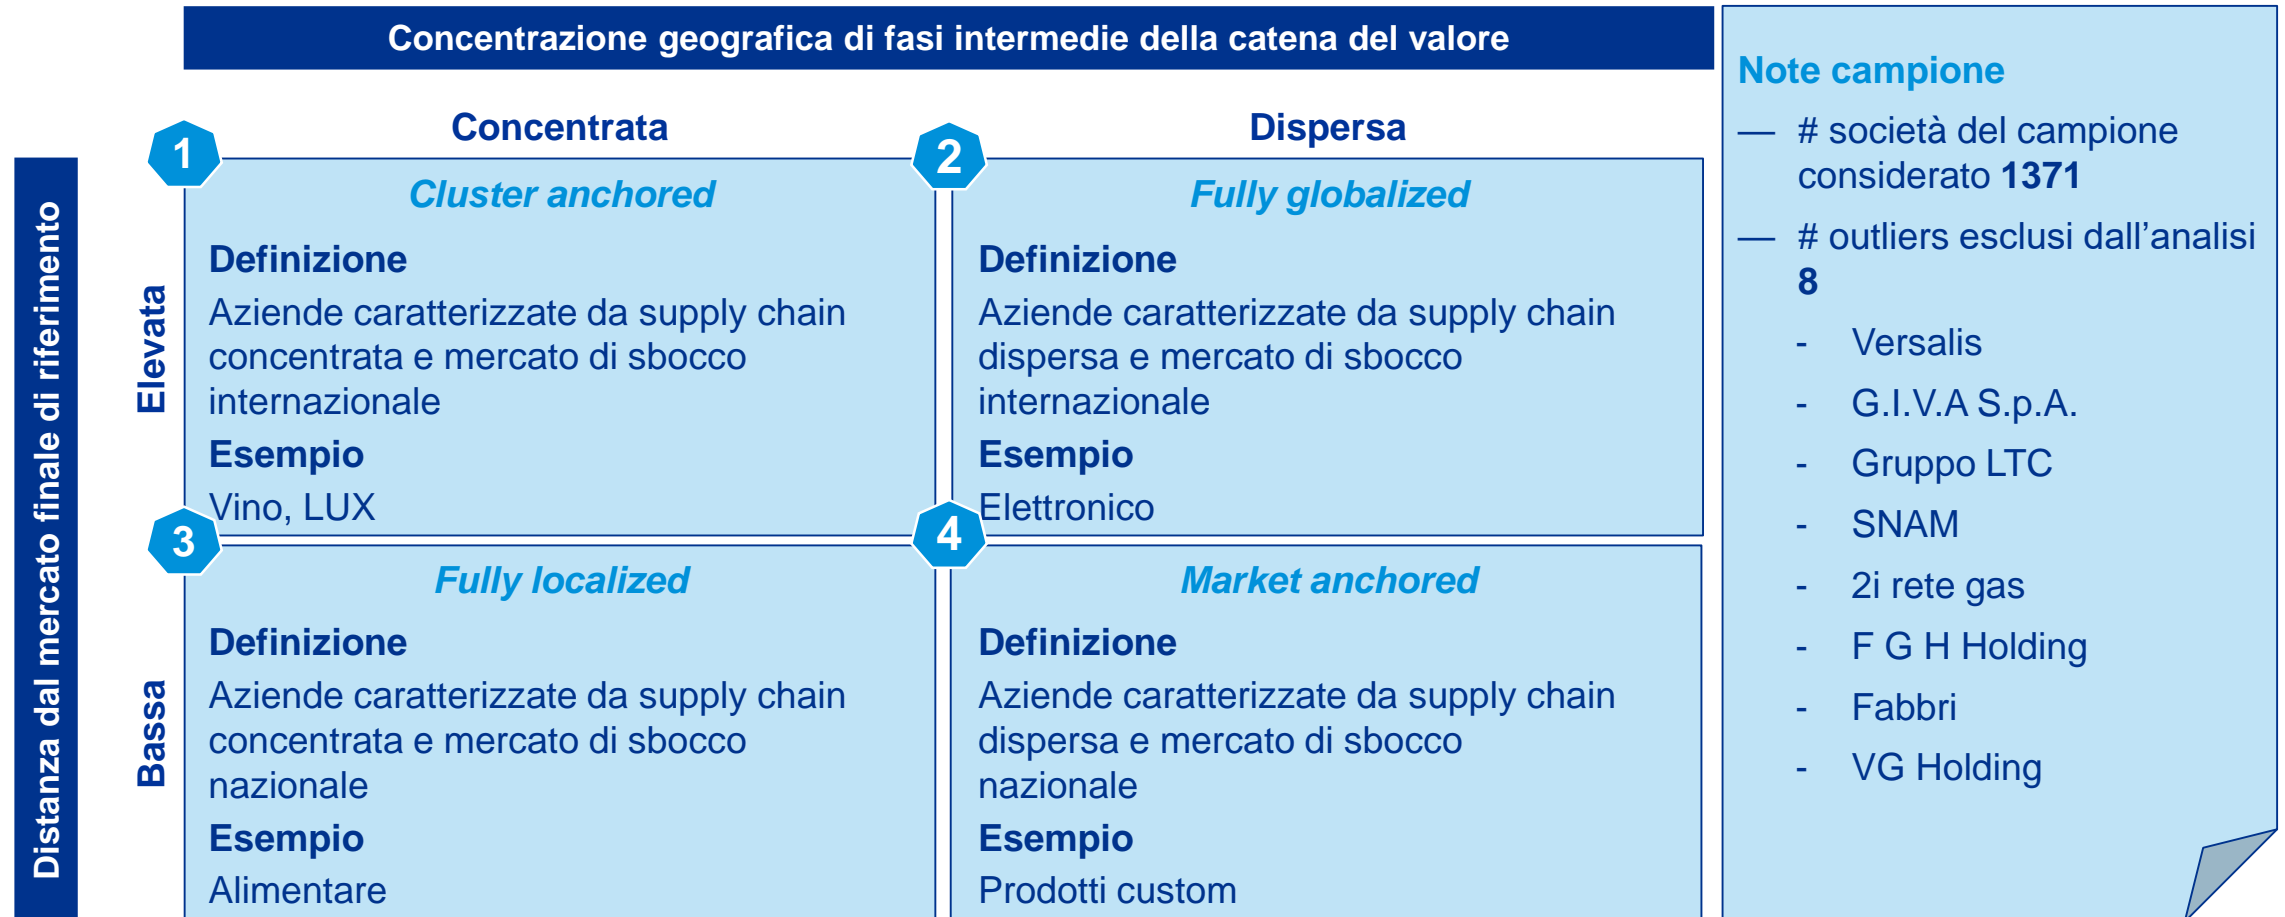 Concentrazione geografica di fasi intermedie della catena del valore
Concentrata
Dispersa
Distanza dal mercato finale di riferimento
Elevata
Bassa
1
Cluster anchored
Definizione
Aziende caratterizzate da supply chain
concentrata e mercato di sbocco
internazionale
Esempio
Vino, LUX
2
Fully globalized
Definizione
Aziende caratterizzate da supply chain
dispersa e mercato di sbocco
internazionale
Esempio
Elettronico
3
Fully localized
Definizione
Aziende caratterizzate da supply chain
concentrata e mercato di sbocco
nazionale
Esempio
Alimentare
4
Market anchored
Definizione
Aziende caratterizzate da supply chain
dispersa e mercato di sbocco
nazionale
Esempio
Prodotti custom
Note campione
— # società del campione
considerato 1371
— # outliers esclusi dall’analisi
8
- Versalis
- G.I.V.A S.p.A.
- Gruppo LTC
- SNAM
- 2i rete gas
- F G H Holding
- Fabbri
- VG Holding